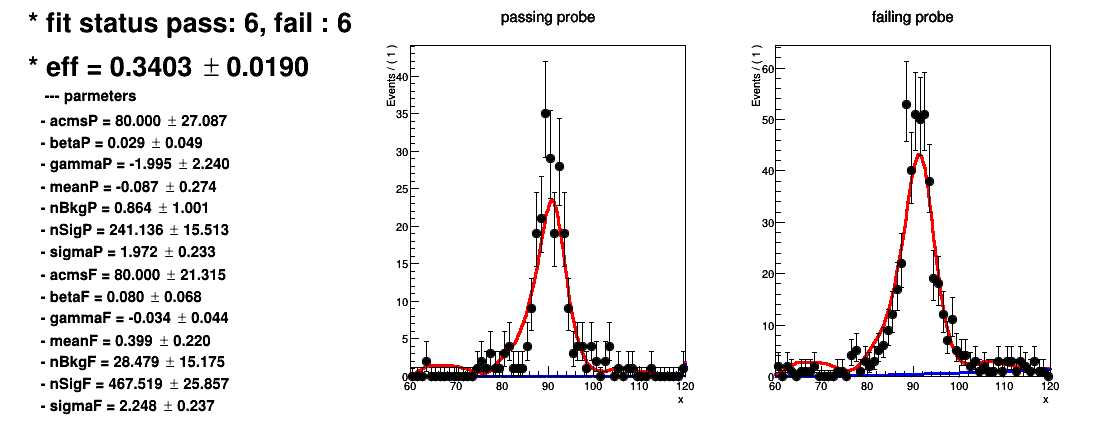 * fit status pass: 6, fail : 6
* eff = 0.3403 ± 0.0190
--- parmeters
- acmsP = 80.000 ± 27.087
- betaP = 0.029 ± 0.049
- gammaP = -1.995 ± 2.240
- meanP = -0.087 ± 0.274
- nBkgP = 0.864 ± 1.001
- nSigP = 241.136 ± 15.513
- sigmaP = 1.972 ± 0.233
- acmsF = 80.000 ± 21.315
- betaF = 0.080 ± 0.068
- gammaF = -0.034 ± 0.044
- meanF = 0.399 ± 0.220
- nBkgF = 28.479 ± 15.175
- nSigF = 467.519 ± 25.857
- sigmaF = 2.248 ± 0.237
passing probe
Events / ( 1 )
40
35
30
25
20
15
10
5
0
60 70 80 90 100 110 120
x
failing probe
Events / ( 1 )
60
50
40
30
20
10
0
60 70 80 90 100 110 120
x